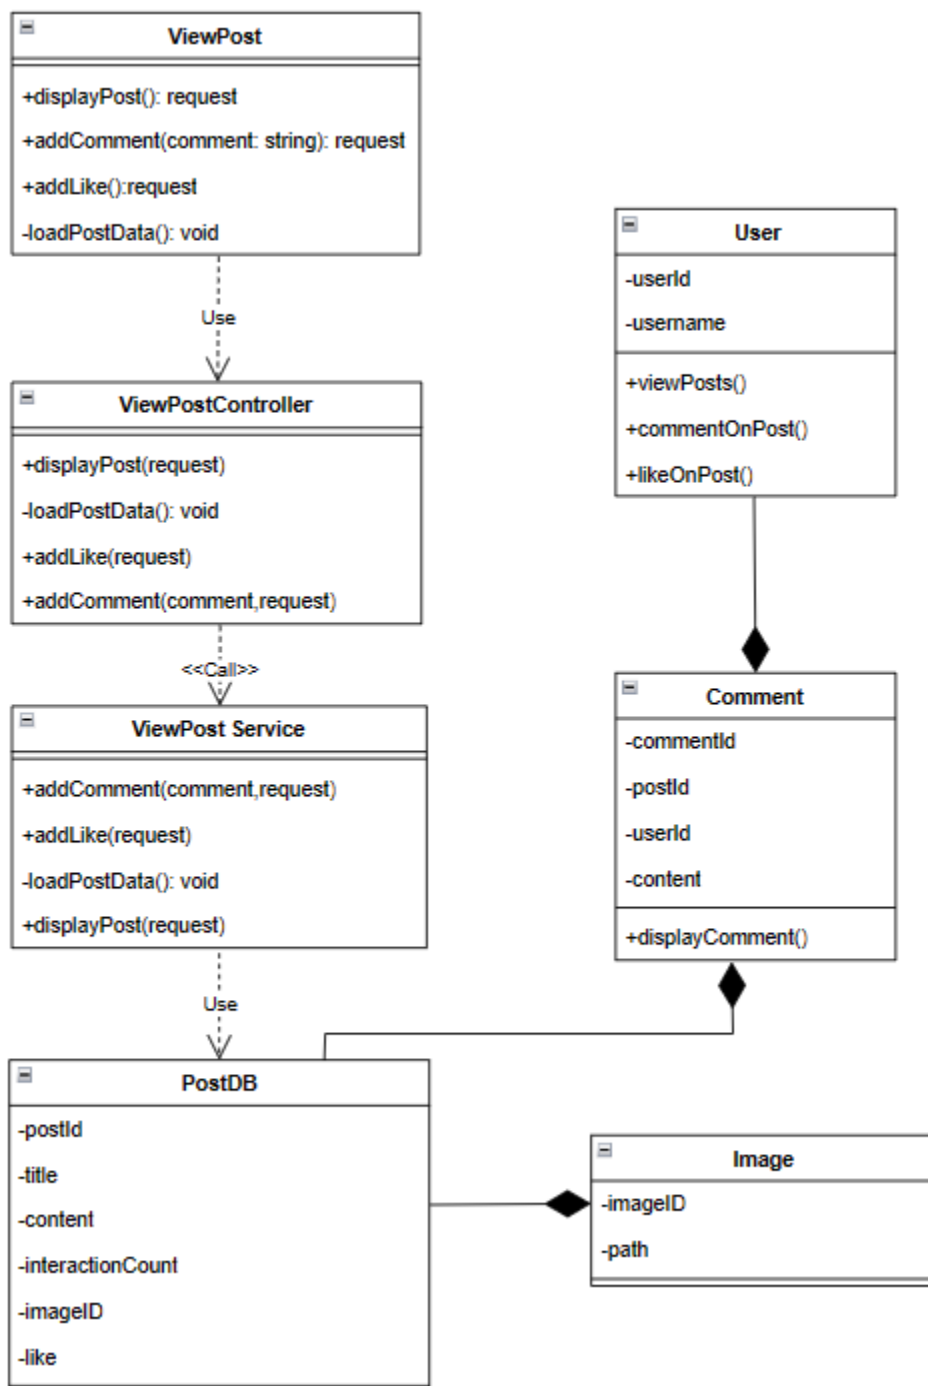 ViewPost
+displayPost(): request
+addComment(comment: string): request
+addLike():request
-loadPostData(): void
Use
ViewPostController
+displayPost(request)
-loadPostData(): void
+addLike(request)
+addComment(comment,request)
<<Call>>
ViewPost Service
+addComment(comment,request)
+addLike(request)
-loadPostData(): void
+displayPost(request)
Use
PostDB
-postId
-title
-content
-interactionCount
-imageID
-like
User
-userId
-username
+viewPosts()
+commentOnPost()
+likeOnPost()
Comment
-commentId
-postId
-userId
-content
+displayComment()
Image
-imageID
-path